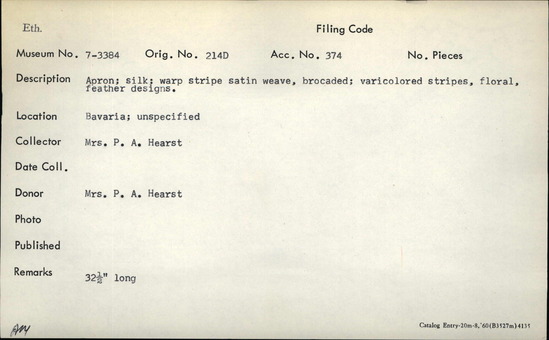 Eth. Filing Code
Museum No. 7-3384 Orig. No. 214D Acc. No. 374 No. Pieces
Description Apron; silk; warp stripe satin weave, brocaded; varicolored stripes, floral,
feather designs.
Location Bavaria; unspecified
Collector Mrs. P. A. Hearst
Date Coll.
Donor Mrs. P. A. Hearst
Photo
Published
Remarks 32½" long
Catalog Entry-20m-8,'60(B3527m)4131